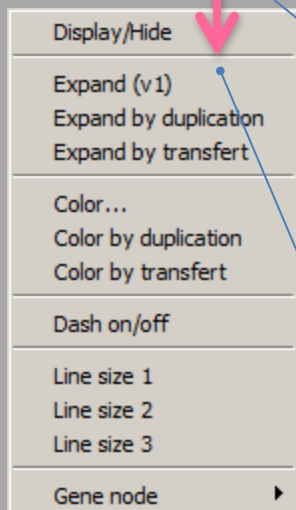 Display/Hide
Expand (v1)
Expand by duplication
Expand by transfert
Color...
Color by duplication
Color by transfert
Dash on/off
Line size 1
Line size 2
Line size 3
Gene node